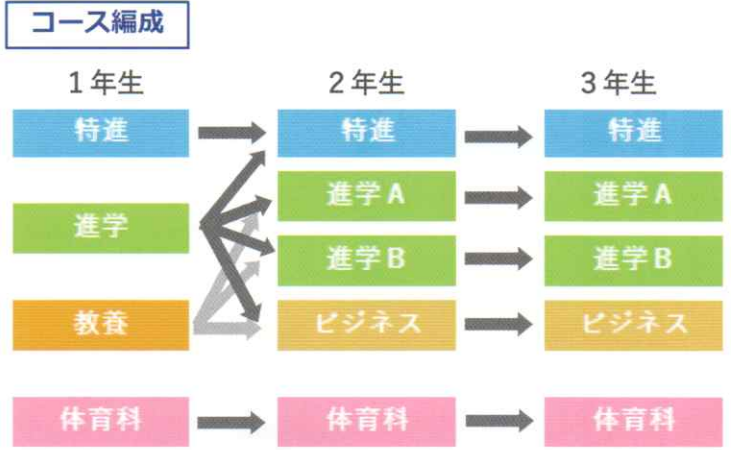 コース編成
1年生 2年生 3年生
特進 特進 特進
進学A 進学A
進学
進学B 進学B
教養 ビジネス ビジネス
体育科 体育科 体育科